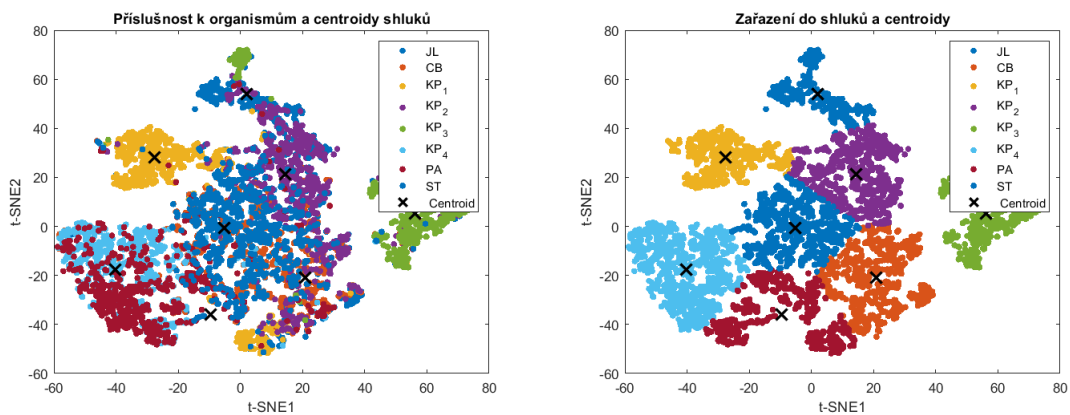 Příslušnost k organismům a centroidy shluků
80
60
40
20
0
-20
-40
-60
t-SNE2
-60 -40 -20 0 20 40 60 80
t-SNE1
JL
CB
KP1
KP2
KP3
KP4
PA
ST
Centroid
Zařazení do shluků a centroidy
80
60
40
20
0
-20
-40
-60
t-SNE2
-60 -40 -20 0 20 40 60 80
t-SNE1
JL
CB
KP1
KP2
KP3
KP4
PA
ST
Centroid